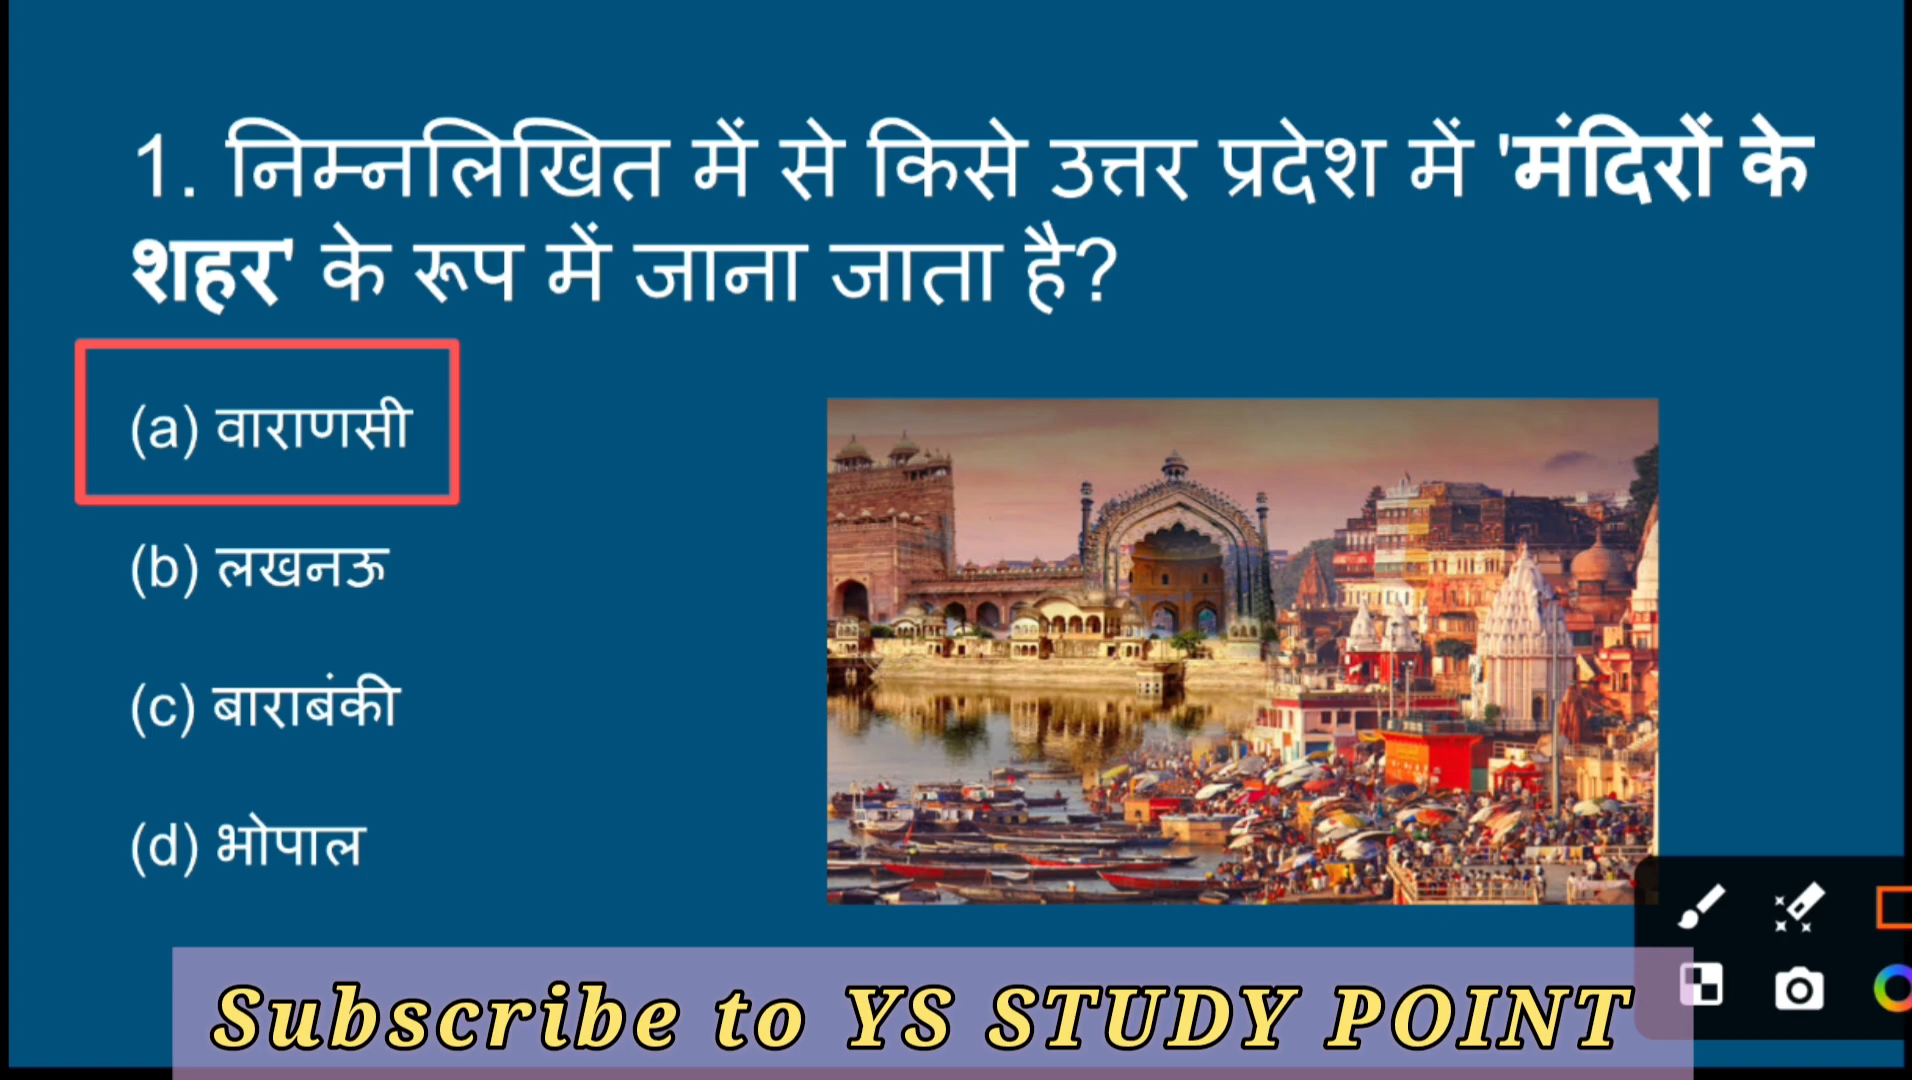 1. निम्नलिखित में से किसे उत्तर प्रदेश में 'मंदिरों के
शहर' के रूप में जाना जाता है?
(a) वाराणसी
(b) लखनऊ
(c) बाराबंकी
(d) भोपाल
Subscribe to YS STUDY POINT